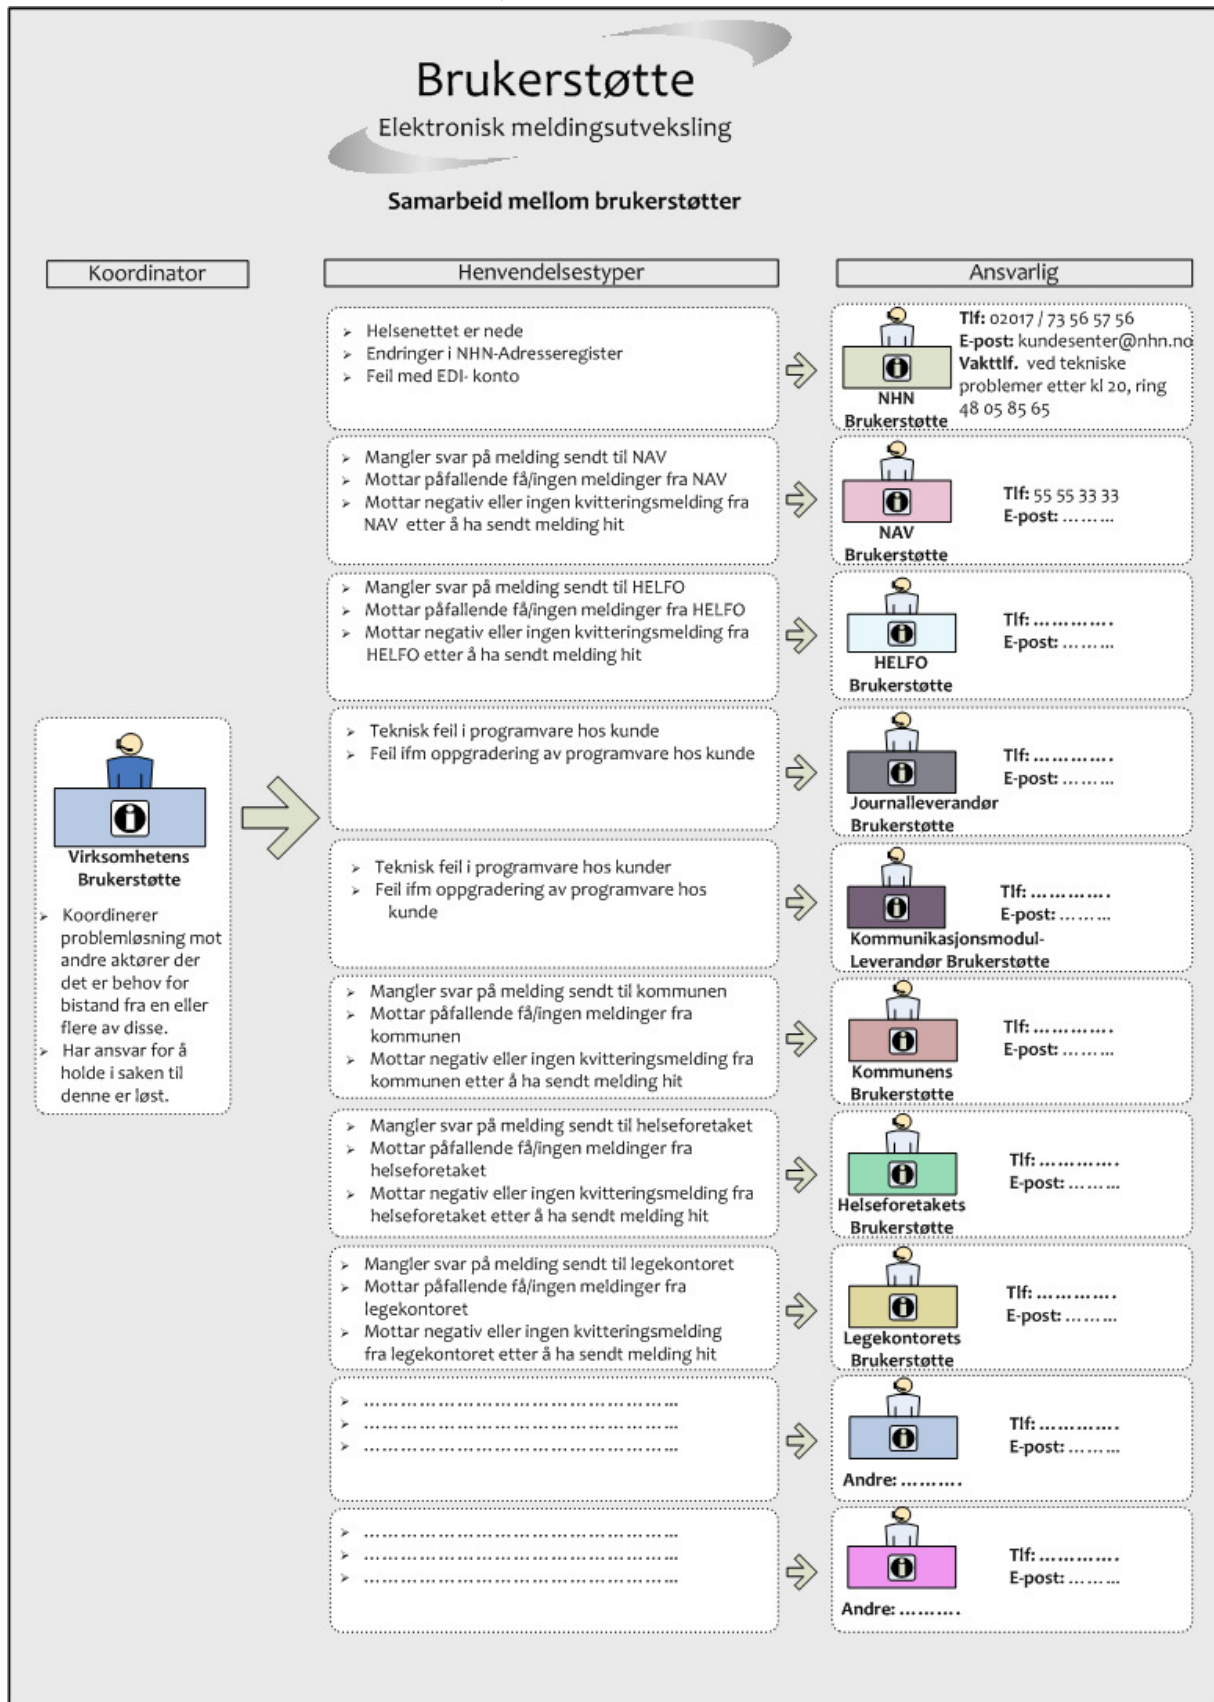 Brukerstøtte
Elektronisk meldingsutveksling
Samarbeid mellom brukerstøtter
Koordinator
Henvendelsestyper
Ansvarlig
➢ Helsenettet er nede
➢ Endringer i NHN-Adresseregister
➢ Feil med EDI- konto
NHN
Brukerstøtte
Tlf: 02017 / 73 56 57 56
E-post: kundesenter@nhn.no
Vakttlf. ved tekniske
problemer etter kl 20, ring
48 05 85 65
➢ Mangler svar på melding sendt til NAV
➢ Mottar påfallende få/ingen meldinger fra NAV
➢ Mottar negativ eller ingen kvitteringsmelding fra
NAV etter å ha sendt melding hit
NAV
Brukerstøtte
Tlf: 55 55 33 33
E-post: ………
➢ Mangler svar på melding sendt til HELFO
➢ Mottar påfallende få/ingen meldinger fra HELFO
➢ Mottar negativ eller ingen kvitteringsmelding fra
HELFO etter å ha sendt melding hit
HELFO
Brukerstøtte
Tlf: ………….
E-post: ………
Virksomhetens
Brukerstøtte
➢ Koordinerer
problemløsning mot
andre aktører der
det er behov for
bistand fra en eller
flere av disse.
➢ Har ansvar for å
holde i saken til
denne er løst.
➢ Teknisk feil i programvare hos kunde
➢ Feil ifm oppgradering av programvare hos kunde
Journalleverandør
Brukerstøtte
Tlf: ………….
E-post: ………
➢ Teknisk feil i programvare hos kunder
➢ Feil ifm oppgradering av programvare hos
kunde
Kommunikasjonsmodul-
Leverandør Brukerstøtte
Tlf: ………….
E-post: ………
➢ Mangler svar på melding sendt til kommunen
➢ Mottar påfallende få/ingen meldinger fra
kommunen
➢ Mottar negativ eller ingen kvitteringsmelding fra
kommunen etter å ha sendt melding hit
Kommunens
Brukerstøtte
Tlf: ………….
E-post: ………
➢ Mangler svar på melding sendt til helseforetaket
➢ Mottar påfallende få/ingen meldinger fra
helseforetaket
➢ Mottar negativ eller ingen kvitteringsmelding fra
helseforetaket etter å ha sendt melding hit
Helseforetakets
Brukerstøtte
Tlf: ………….
E-post: ………
➢ Mangler svar på melding sendt til legekontoret
➢ Mottar påfallende få/ingen meldinger fra
legekontoret
➢ Mottar negativ eller ingen kvitteringsmelding
fra legekontoret etter å ha sendt melding hit
Legekontorets
Brukerstøtte
Tlf: ………….
E-post: ………
➢ ……………………………………………
➢ ……………………………………………
➢ ……………………………………………
Andre: ……….
Tlf: ………….
E-post: ………
➢ ……………………………………………
➢ ……………………………………………
➢ ……………………………………………
Andre: ……….
Tlf: ………….
E-post: ………